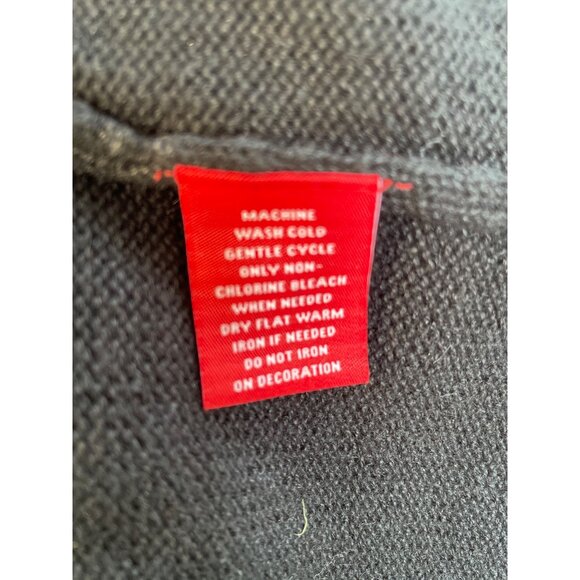 MACHINE
WASH COLD
GENTLE CYCLE
ONLY NON-
CHLORINE BLEACH
WHEN NEEDED
DRY FLAT WARM
IRON IF NEEDED
DO NOT IRON
ON DECORATION